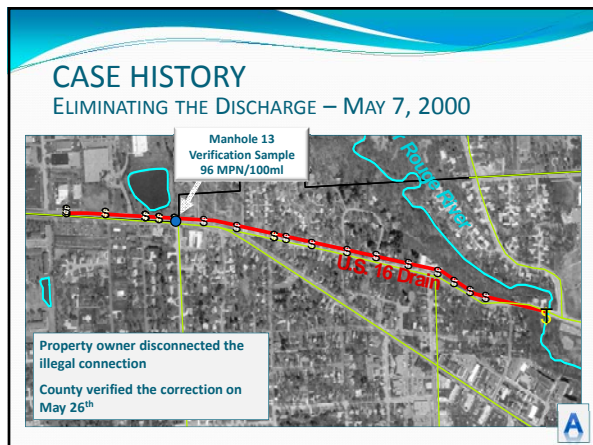 CASE HISTORY
ELIMINATING THE DISCHARGE – MAY 7, 2000
Manhole 13
Verification Sample
96 MPN/100ml
Rouge River
U.S. 16 Drain
Property owner disconnected the
illegal connection
County verified the correction on
May 26th
A